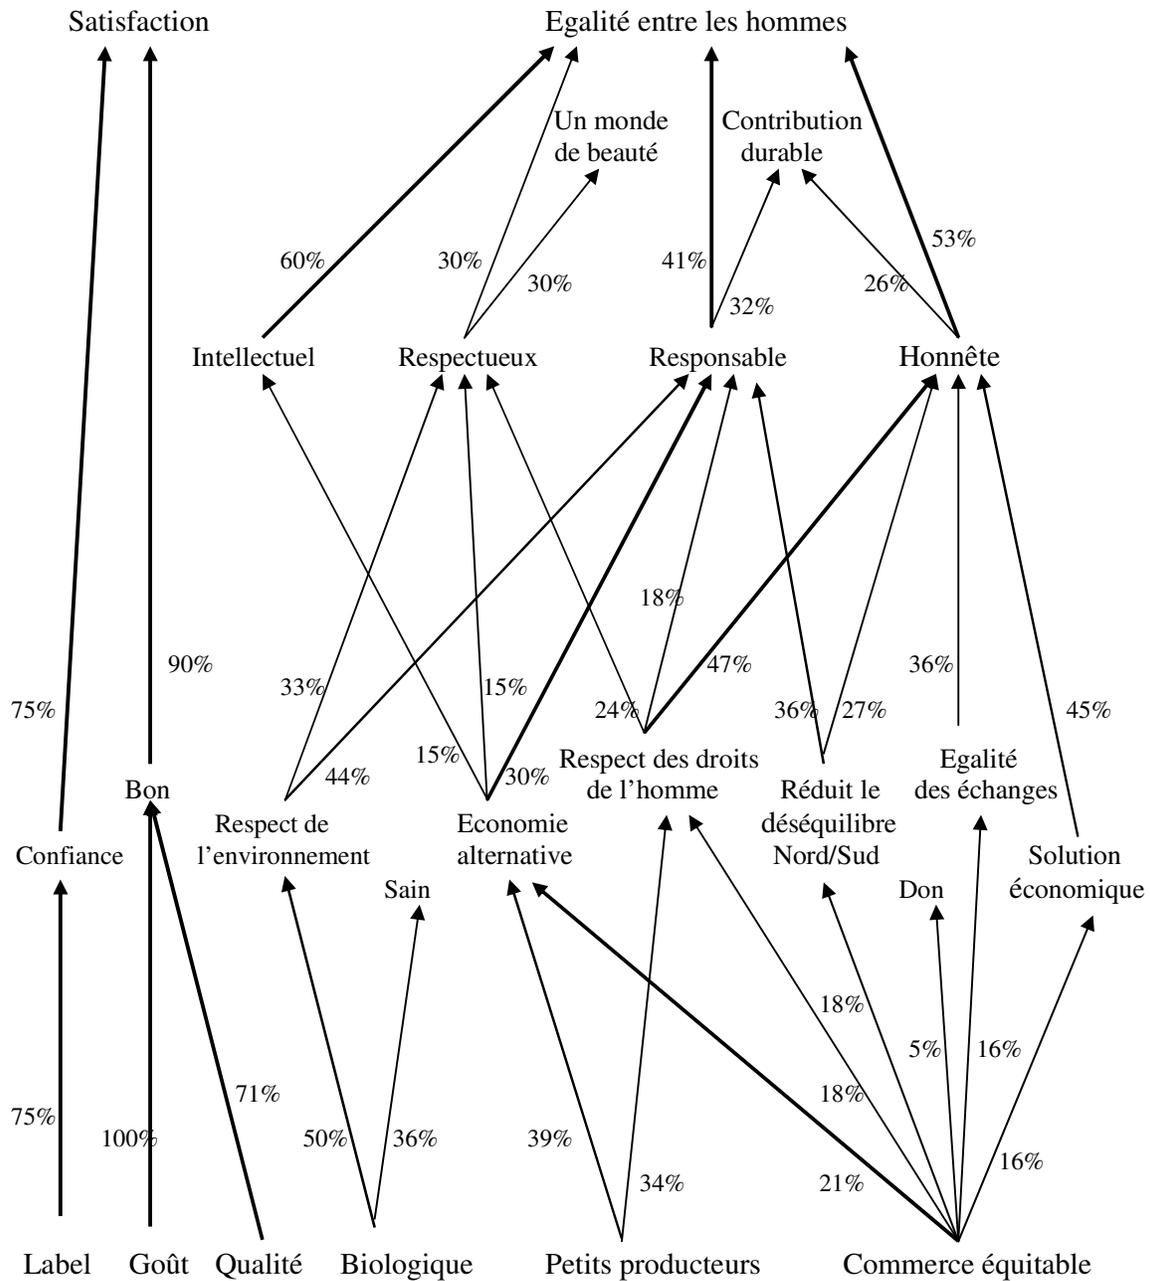 Satisfaction
Egalité entre les hommes
Un monde
de beauté
Contribution
durable
53%
60%
30%
41%
30%
26%
32%
Intellectuel
Respectueux
Responsable
Honnête
18%
90%
47%
36%
33%
15%
75%
24%
36%
27%
45%
15%
44%
30%
Respect des droits
de l’homme
Egalité
des échanges
Bon
Réduit le
déséquilibre
Nord/Sud
Respect de
l’environnement
Economie
alternative
Confiance
Solution
économique
Sain
Don
18%
5%
16%
71%
18%
75%
100%
50%
36%
39%
16%
34%
21%
Label
Goût
Qualité
Biologique
Petits producteurs
Commerce équitable